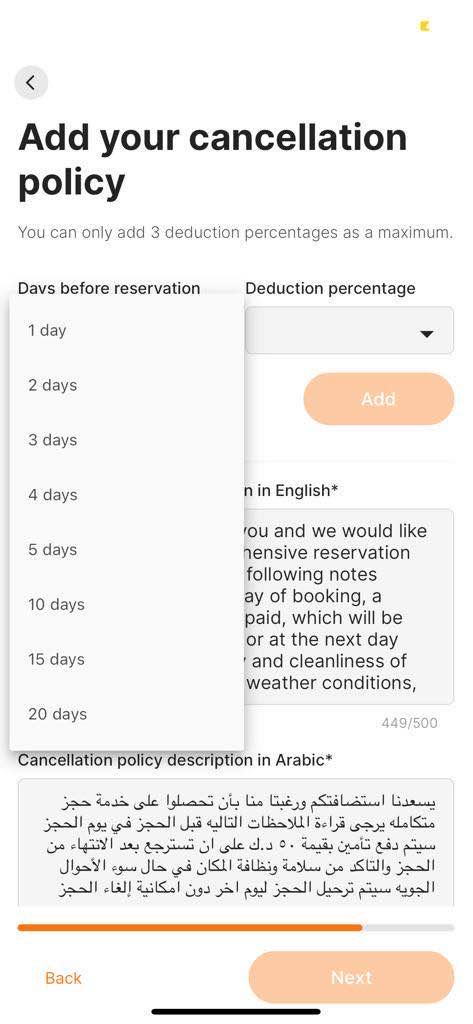 Add your cancellation
policy
You can only add 3 deduction percentages as a maximum.
Days before reservation
Deduction percentage
1 day
2 days
3 days
4 days
5 days
10 days
15 days
20 days
Add
n in English*
you and we would like
hensive reservation
following notes
ay of booking, a
paid, which will be
or at the next day
and cleanliness of
weather conditions,
449/500
Cancellation policy description in Arabic*
يسعدنا استضافتكم ورغبتا منا بأن تحصلوا على خدمة حجز
متكامله يرجى قراءة الملاحظات التاليه قبل الحجز في يوم الحجز
سيتم دفع تأمين بقيمة ٥٠ د.ك على ان تسترجع بعد الانتهاء من
الحجز والتاكد من سلامة ونظافة المكان في حال سوء الأحوال
الجويه سيتم ترحيل الحجز ليوم اخر دون امكانية إلغاء الحجز
Back
Next